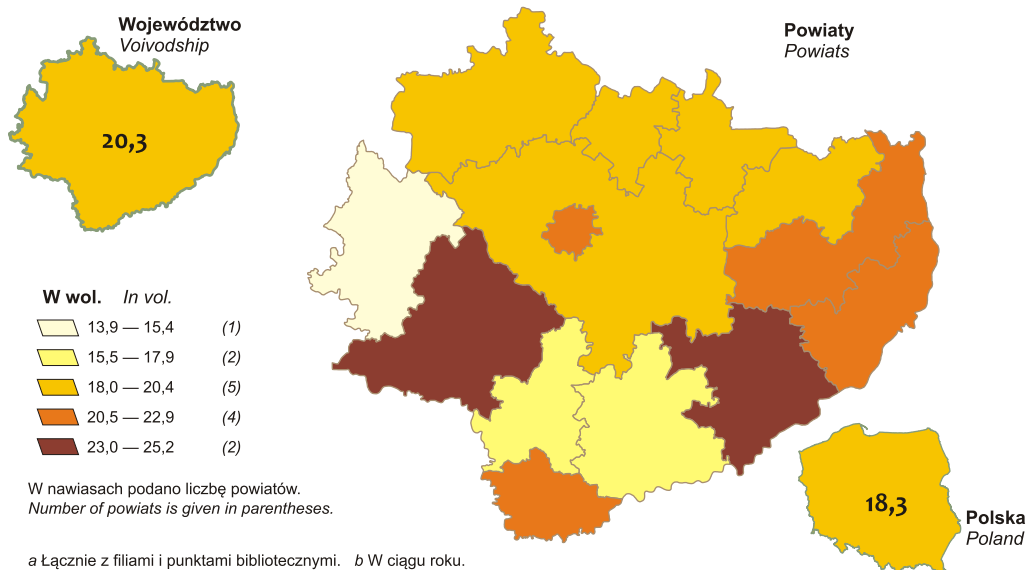 Województwo
Voivodship
20,3
Powiaty
Powiats
W wol. In vol.
13,9 — 15,4 (1)
15,5 — 17,9 (2)
18,0 — 20,4 (5)
20,5 — 22,9 (4)
23,0 — 25,2 (2)
W nawiasach podano liczbę powiatów.
Number of powiats is given in parentheses.
18,3
Polska
Poland
a Łącznie z filiami i punktami bibliotecznymi. b W ciągu roku.